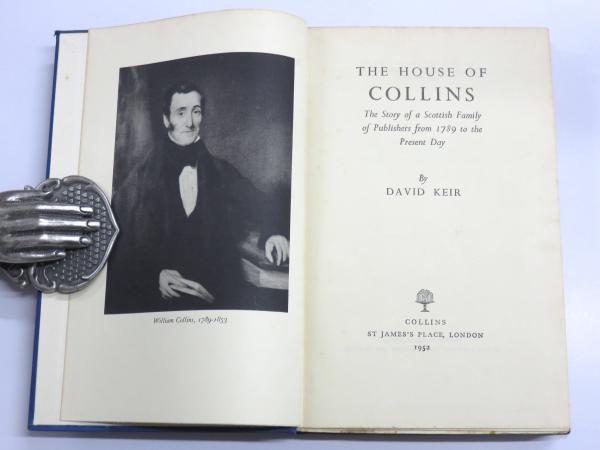 William Collins, 1789-1853
THE HOUSE OF
COLLINS
The Story of a Scottish Family
of Publishers from 1789 to the
Present Day
By
DAVID KEIR
COLLINS
ST JAMES'S PLACE, LONDON
1952